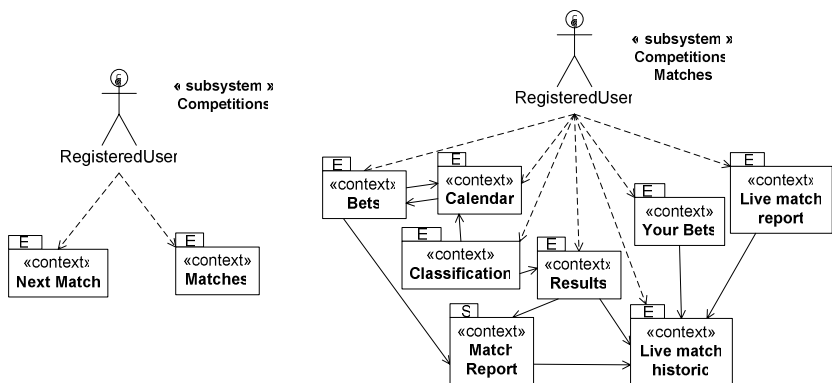 « subsystem »
Competitions
RegisteredUser
E
«context»
Next Match
E
«context»
Matches
« subsystem »
Competitions
Matches
RegisteredUser
E
«context»
Bets
E
«context»
Calendar
E
«context»
Classification
E
«context»
Results
E
«context»
Your Bets
E
«context»
Live match
report
S
«context»
Match
Report
E
«context»
Live match
historic